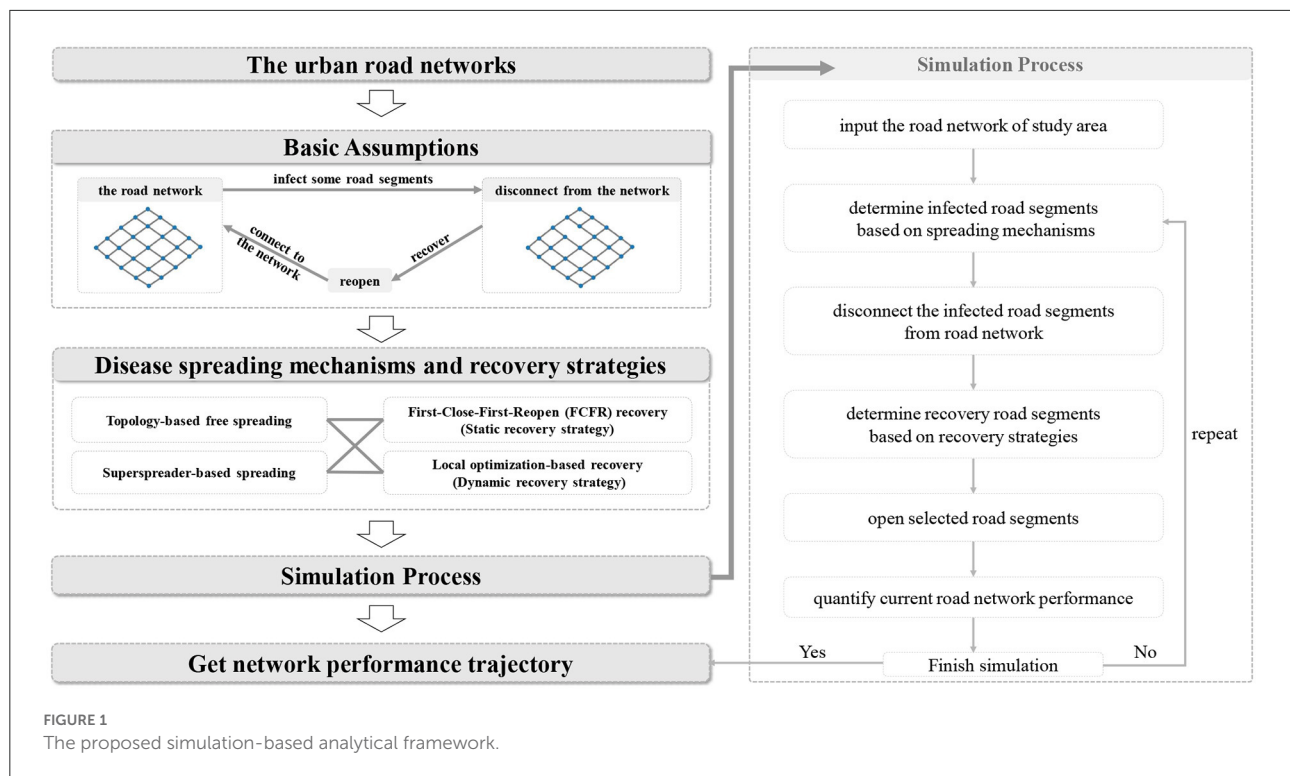 The urban road networks
Basic Assumptions
the road network
infect some road segments
disconnect from the network
connect to
the network
recover
reopen
Disease spreading mechanisms and recovery strategies
Topology-based free spreading
First-Close-First-Reopen (FCFR) recovery
(Static recovery strategy)
Superspreader-based spreading
Local optimization-based recovery
(Dynamic recovery strategy)
Simulation Process
Get network performance trajectory
Simulation Process
input the road network of study area
determine infected road segments
based on spreading mechanisms
disconnect the infected road segments
from road network
determine recovery road segments
based on recovery strategies
repeat
open selected road segments
quantify current road network performance
Yes
Finish simulation
No
FIGURE 1
The proposed simulation-based analytical framework.